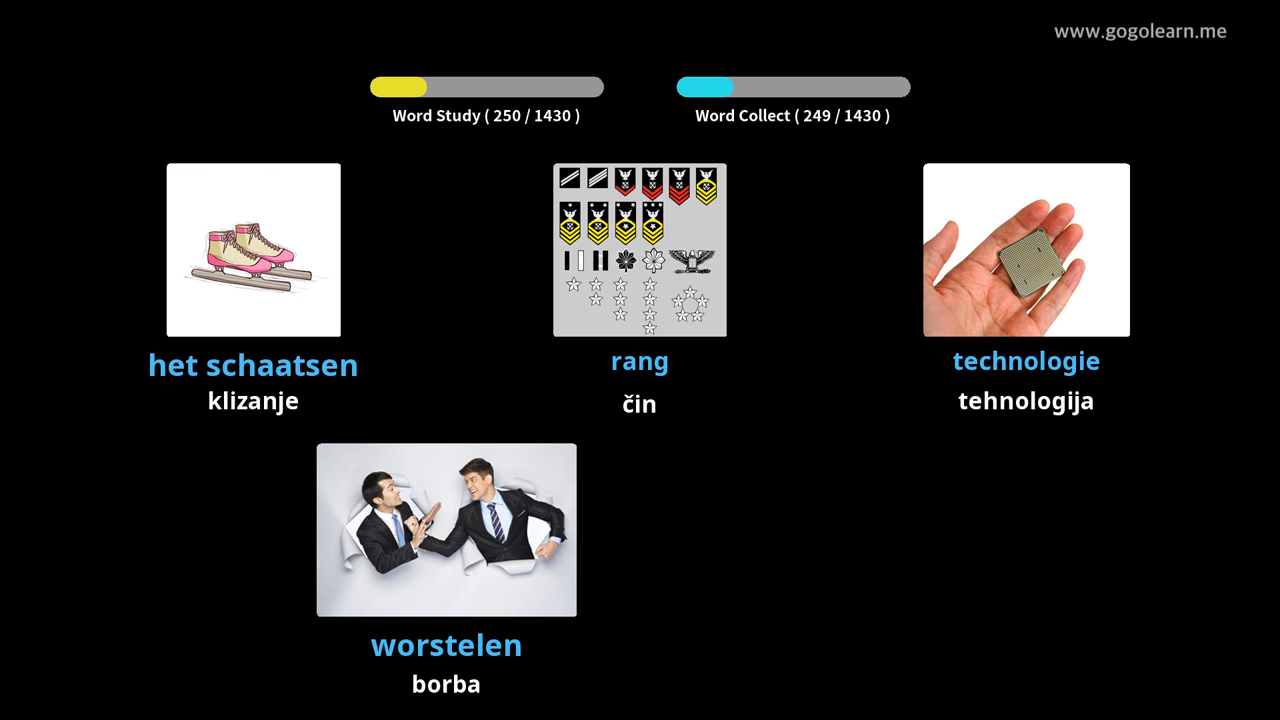 www.gogolearn.me
Word Study ( 250 / 1430 )
Word Collect ( 249 / 1430 )
het schaatsen
klizanje
rang
čin
technologie
tehnologija
worstelen
borba